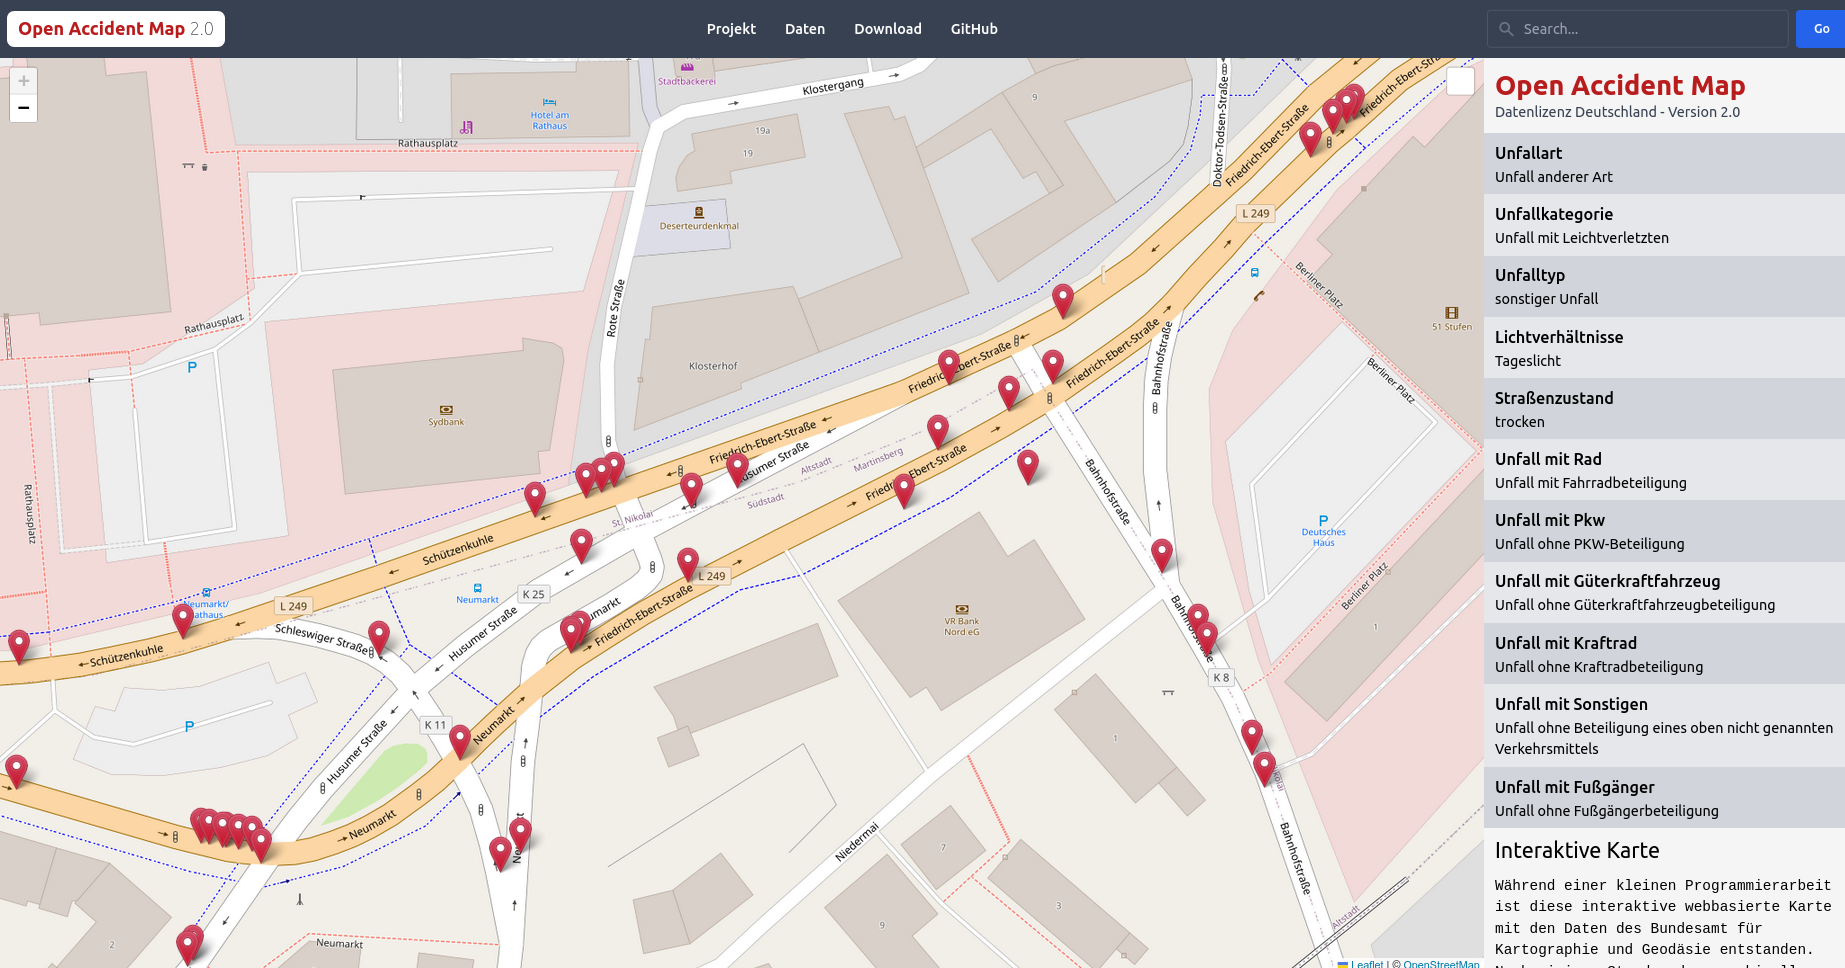 Open Accident Map 2.0
Projekt
Daten
Download
GitHub
Search...
Go
+
−
Stadtbäckerei
Klostergang
9
Hotel am
Rathaus
Rathausplatz
19a
19
Doktor-Todsen-Straße
Friedrich-Ebert-Straße
Friedrich-Ebert-Straße
L 249
Deserteurdenkmal
Rote Straße
Rathausplatz
Berliner Platz
51 Stufen
P
Klosterhof
Friedrich-Ebert-Straße
Friedrich-Ebert-Straße
Bahnhofstraße
Berliner Platz
Sydbank
Friedrich-Ebert-Straße
Husumer Straße
Altstadt
Martinsberg
Südstadt
Friedrich-Ebert-Straße
Bahnhofstraße
Rathausplatz
St. Nikolai
P
Deutsches
Haus
Schützenkuhle
L 249
K 25
Neumarkt
Berliner Platz
Neumarkt/
Rathaus
L 249
Neumarkt
Friedrich-Ebert-Straße
VR Bank
Nord eG
Bahnhofstraße
1
Schleswiger Straße
Husumer Straße
Schützenkuhle
K 8
P
K 11
Neumarkt
Husumer Straße
1
Neumarkt
Niedermai
7
Bahnhofstraße
3
9
2
Neumarkt
Altstadt
Leaflet | © OpenStreetMap
Open Accident Map
Datenlizenz Deutschland - Version 2.0
Unfallart
Unfall anderer Art
Unfallkategorie
Unfall mit Leichtverletzten
Unfalltyp
sonstiger Unfall
Lichtverhältnisse
Tageslicht
Straßenzustand
trocken
Unfall mit Rad
Unfall mit Fahrradbeteiligung
Unfall mit Pkw
Unfall ohne PKW-Beteiligung
Unfall mit Güterkraftfahrzeug
Unfall ohne Güterkraftfahrzeugbeteiligung
Unfall mit Kraftrad
Unfall ohne Kraftradbeteiligung
Unfall mit Sonstigen
Unfall ohne Beteiligung eines oben nicht genannten
Verkehrsmittels
Unfall mit Fußgänger
Unfall ohne Fußgängerbeteiligung
Interaktive Karte
Während einer kleinen Programmierarbeit
ist diese interaktive webbasierte Karte
mit den Daten des Bundesamt für
Kartographie und Geodäsie entstanden.